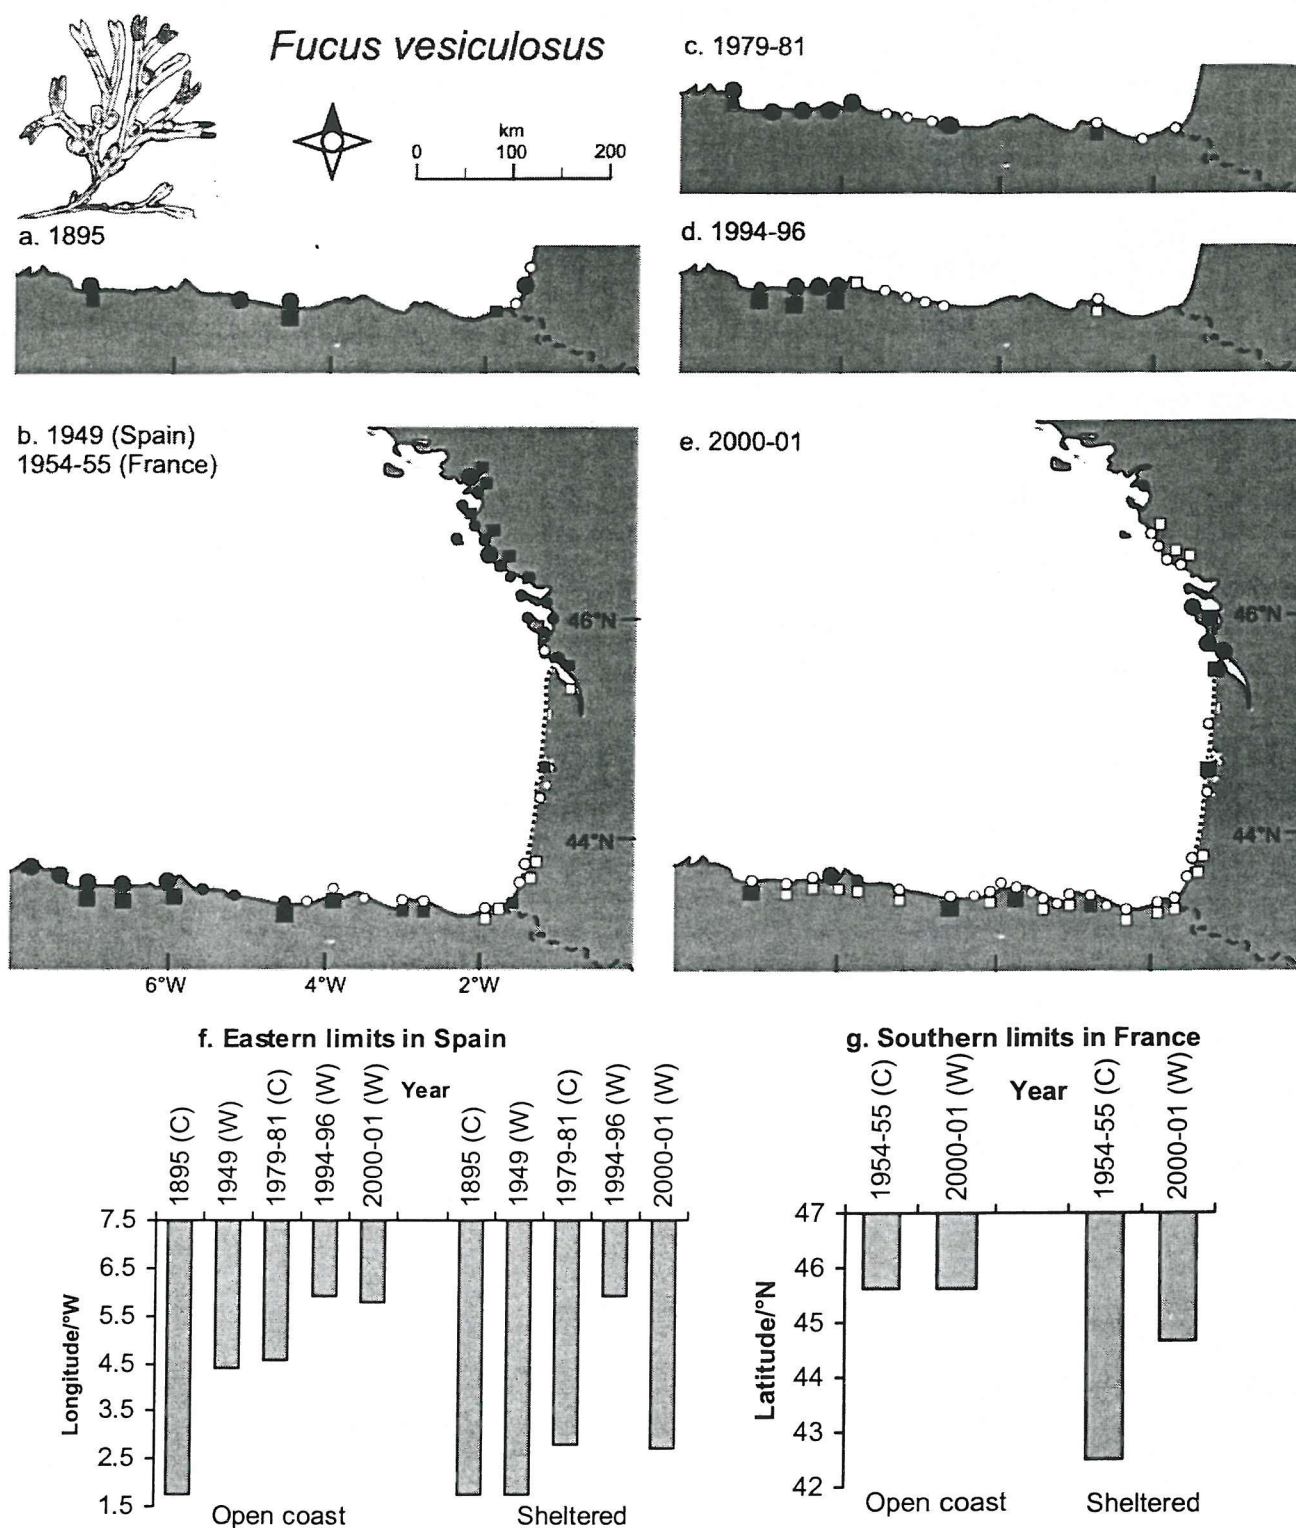 Fucus vesiculosus
km
0 100 200
a. 1895
b. 1949 (Spain)
1954-55 (France)
46°N
44°N
6°W 4°W 2°W
c. 1979-81
d. 1994-96
e. 2000-01
46°N
44°N
f. Eastern limits in Spain
Year
1895 (C)
1949 (W)
1979-81 (C)
1994-96 (W)
2000-01 (W)
1895 (C)
1949 (W)
1979-81 (C)
1994-96 (W)
2000-01 (W)
Longitude/°W
7.5
6.5
5.5
4.5
3.5
2.5
1.5
Open coast Sheltered
g. Southern limits in France
Year
1954-55 (C)
2000-01 (W)
1954-55 (C)
2000-01 (W)
Latitude/°N
47
46
45
44
43
42
Open coast Sheltered